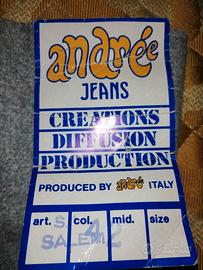 andrée
JEANS
CREATIONS
DIFFUSION
PRODUCTION
PRODUCED BY andrée ITALY
art. col. mid. size
S 42
SALEM